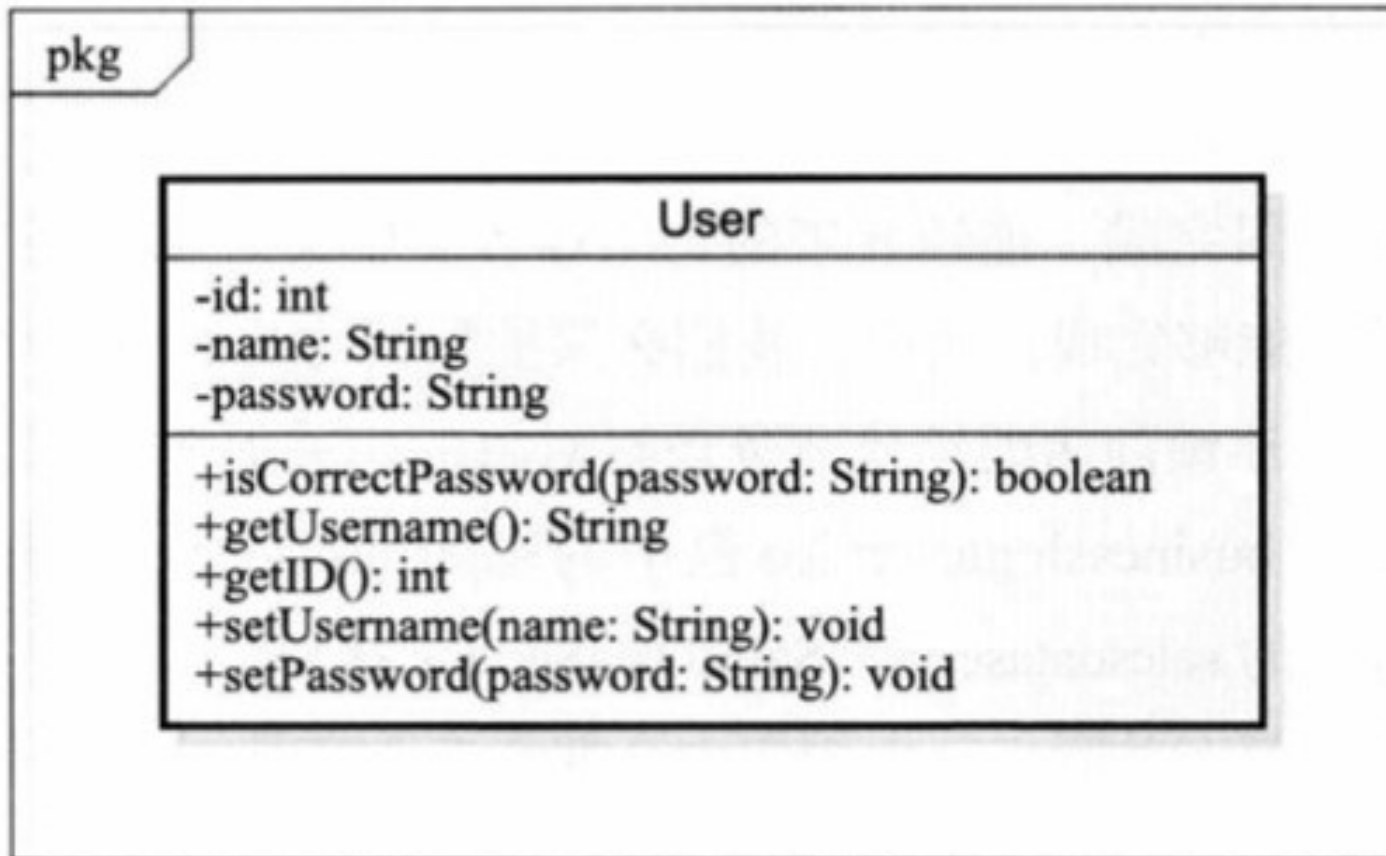 pkg
User
-id: int
-name: String
-password: String
+isCorrectPassword(password: String): boolean
+getUsername(): String
+getID(): int
+setUsername(name: String): void
+setPassword(password: String): void